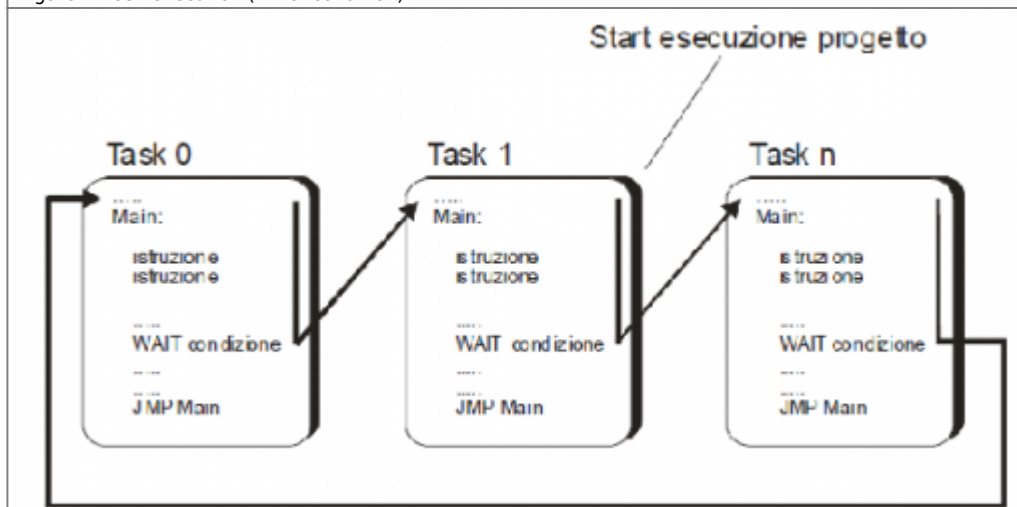 Start esecuzione progetto
Task 0
Task 1
Task n
.....
Main:
istruzione
istruzione
.....
WAIT condizione
.....
.....
JMP Main
.....
Main:
istruzione
istruzione
.....
WAIT condizione
.....
.....
JMP Main
.....
Main:
istruzione
istruzione
.....
WAIT condizione
.....
.....
JMP Main